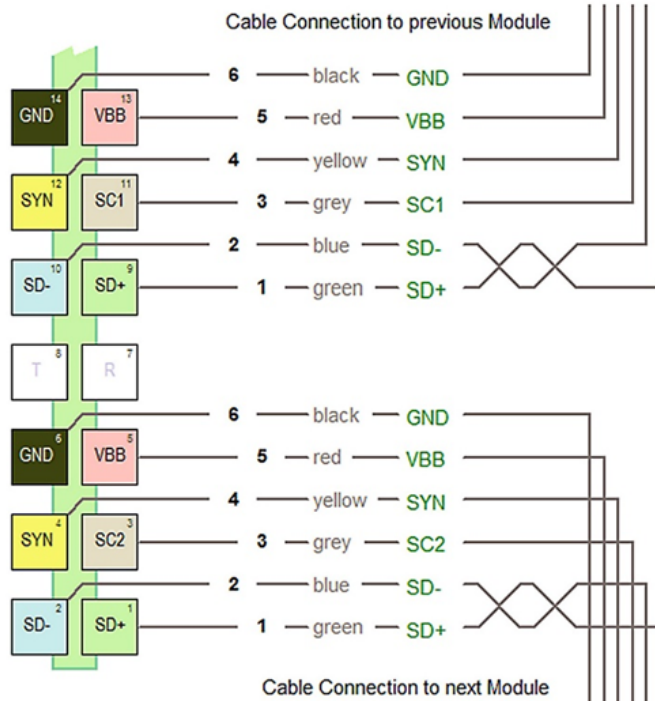 Cable Connection to previous Module
6 black GND
14 13
GND VBB 5 red VBB
4 yellow SYN
12 11
SYN SC1 3 grey SC1
2 blue SD-
10 9
SD- SD+ 1 green SD+
8 7
T R
6 black GND
6 5
GND VBB 5 red VBB
4 yellow SYN
4 3
SYN SC2 3 grey SC2
2 blue SD-
2 1
SD- SD+ 1 green SD+
Cable Connection to next Module